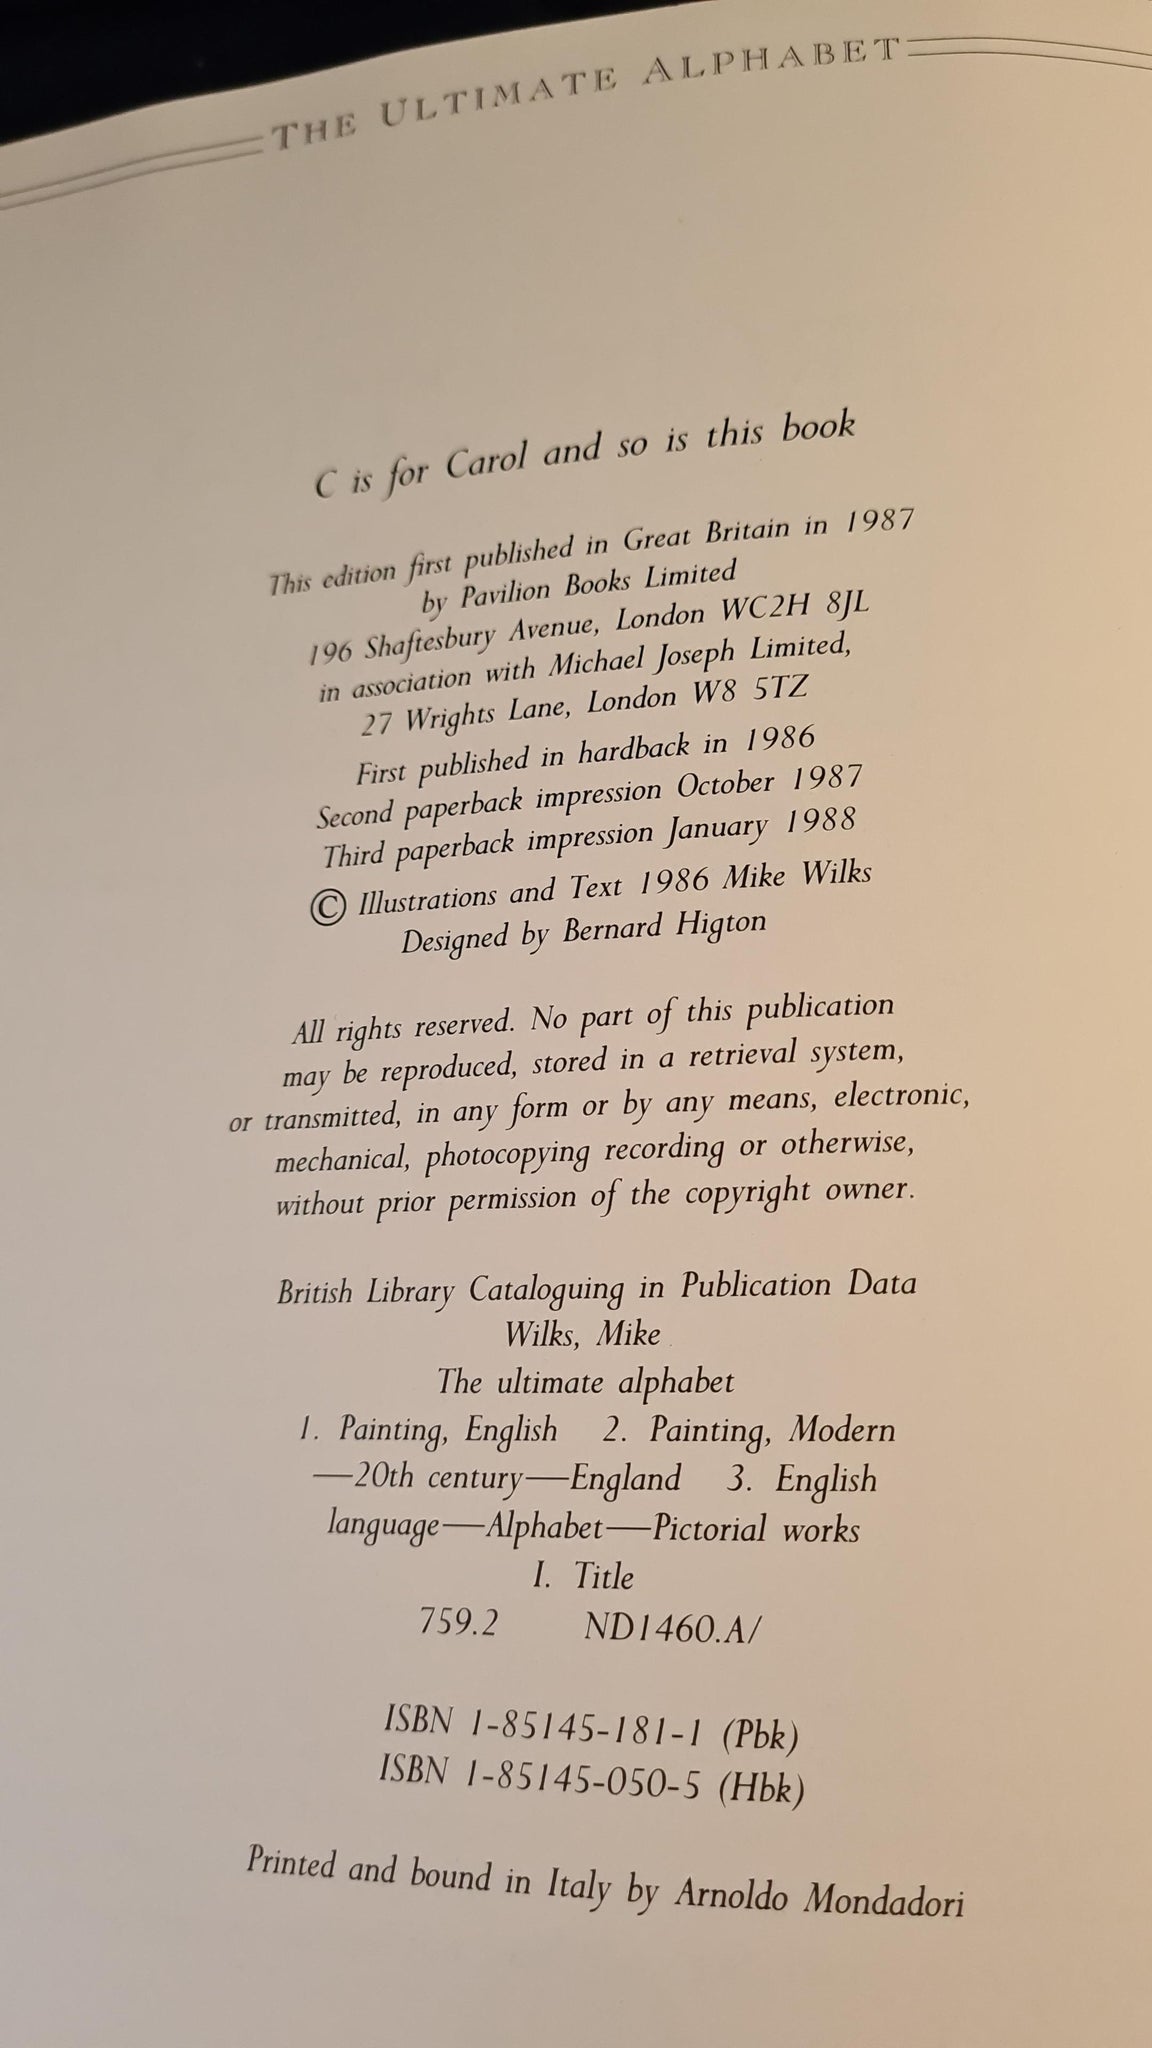 THE ULTIMATE ALPHABET
C is for Carol and so is this book
This edition first published in Great Britain in 1987
by Pavilion Books Limited
196 Shaftesbury Avenue, London WC2H 8JL
in association with Michael Joseph Limited,
27 Wrights Lane, London W8 5TZ
First published in hardback in 1986
Second paperback impression October 1987
Third paperback impression January 1988
© Illustrations and Text 1986 Mike Wilks
Designed by Bernard Higton
All rights reserved. No part of this publication
may be reproduced, stored in a retrieval system,
or transmitted, in any form or by any means, electronic,
mechanical, photocopying recording or otherwise,
without prior permission of the copyright owner.
British Library Cataloguing in Publication Data
Wilks, Mike
The ultimate alphabet
1. Painting, English 2. Painting, Modern
—20th century—England 3. English
language—Alphabet—Pictorial works
I. Title
759.2 ND1460.A/
ISBN 1-85145-181-1 (Pbk)
ISBN 1-85145-050-5 (Hbk)
Printed and bound in Italy by Arnoldo Mondadori